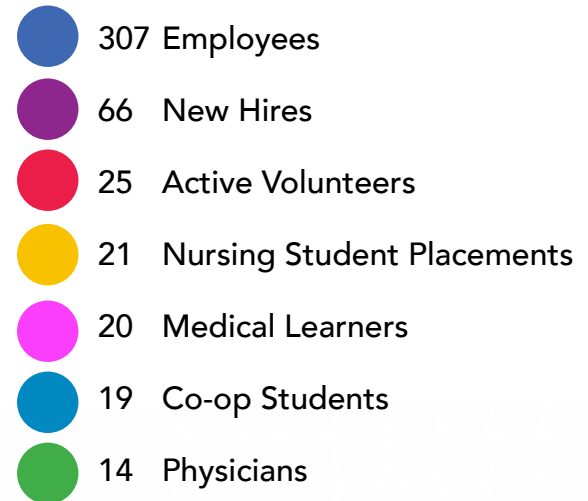 307 Employees
66 New Hires
25 Active Volunteers
21 Nursing Student Placements
20 Medical Learners
19 Co-op Students
14 Physicians